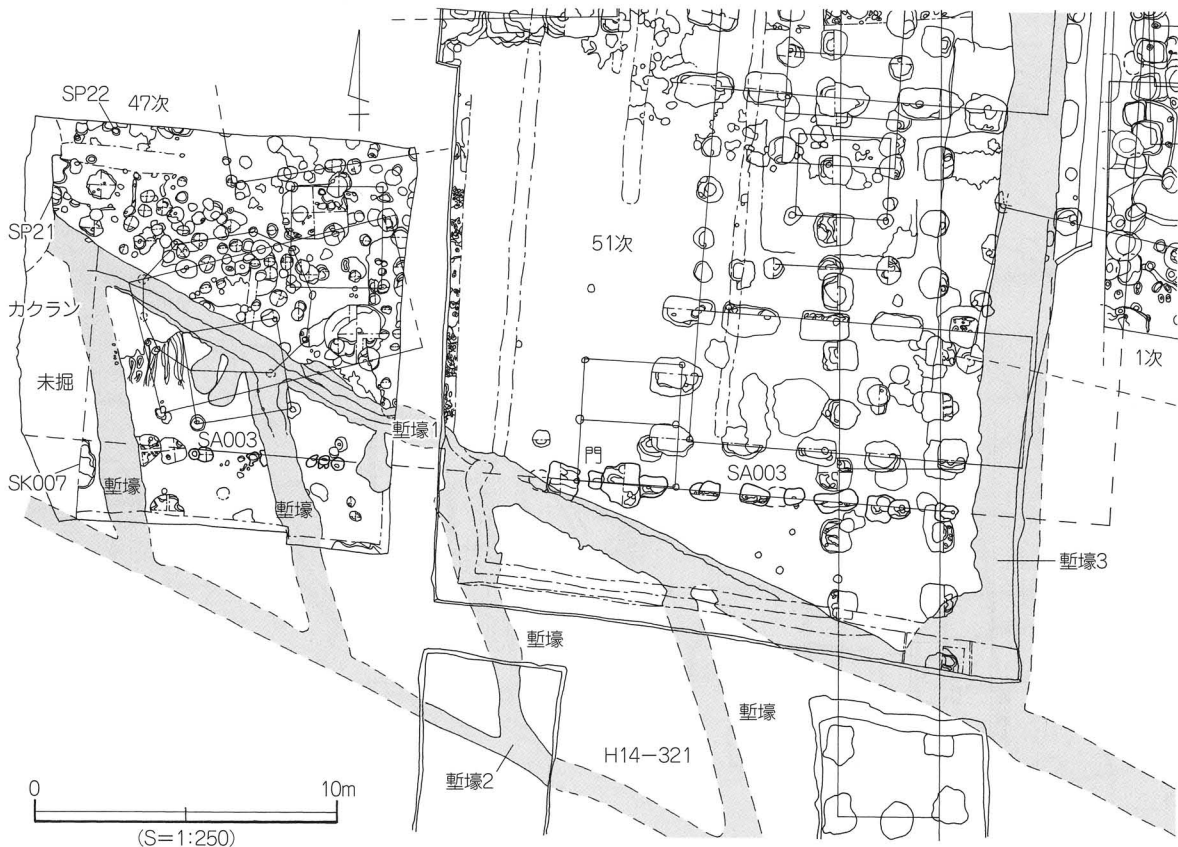 SP22
47次
SP21
カクラン
未掘
SK007
塹壕
SA003
塹壕
塹壕1
51次
門
SA003
1次
塹壕3
塹壕
塹壕
塹壕2
H14−321
0
10m
(S=1:250)